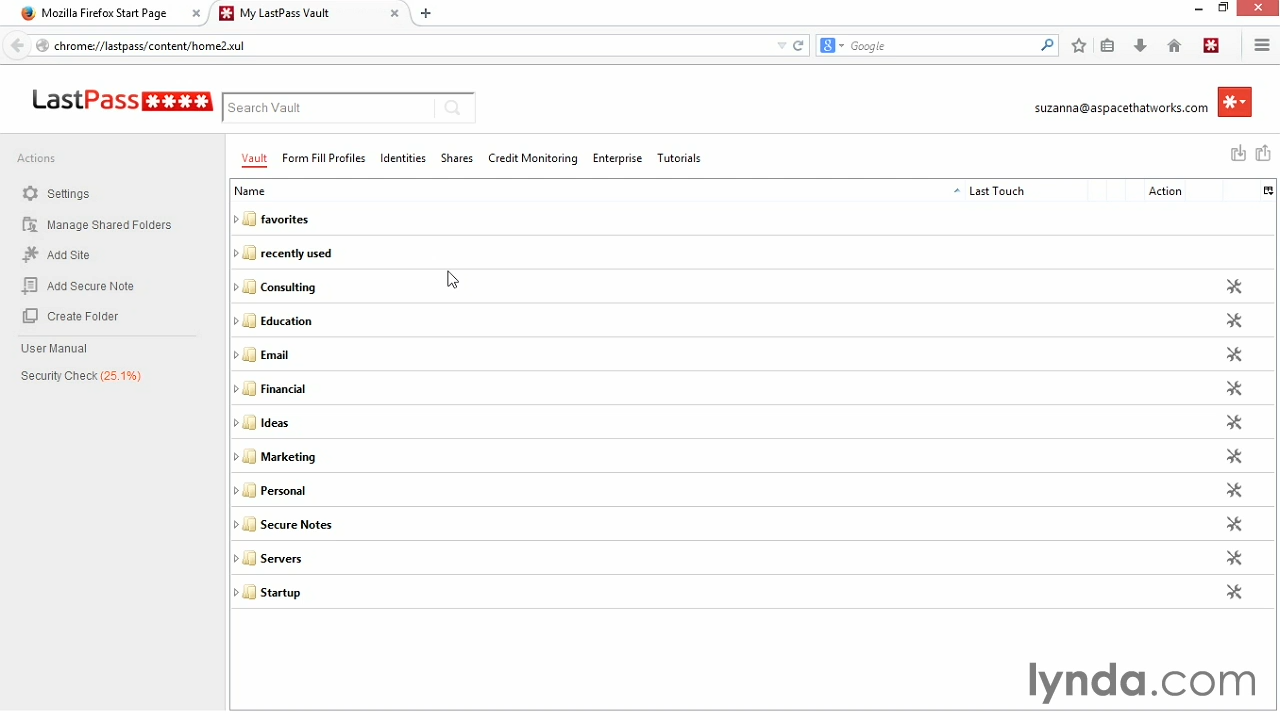 Mozilla Firefox Start Page
My LastPass Vault
chrome://lastpass/content/home2.xul
Google
LastPass ****
Search Vault
suzanna@aspacethatworks.com
Actions
Settings
Manage Shared Folders
Add Site
Add Secure Note
Create Folder
User Manual
Security Check (25.1%)
Vault Form Fill Profiles Identities Shares Credit Monitoring Enterprise Tutorials
Name Last Touch Action
favorites
recently used
Consulting
Education
Email
Financial
Ideas
Marketing
Personal
Secure Notes
Servers
Startup
lynda.com